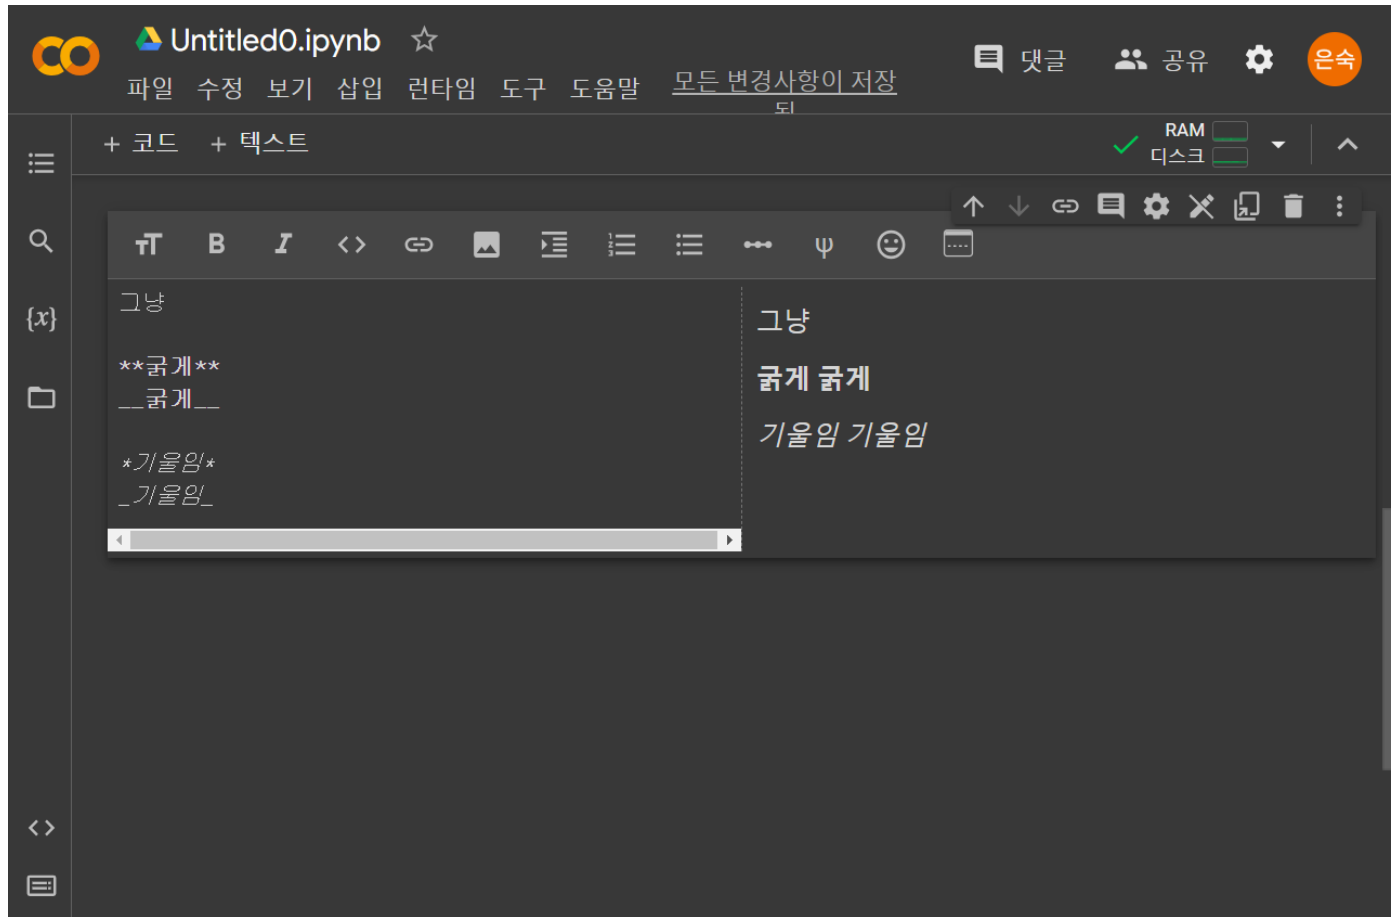 Untitled0.ipynb
댓글
공유
은숙
파일 수정 보기 삽입 런타임 도구 도움말 모든 변경사항이 저장
됨
+ 코드 + 텍스트
RAM
디스크
{x}
그냥
**굵게**
__굵게__
*기울임*
_기울임_
그냥
굵게 굵게
기울임 기울임